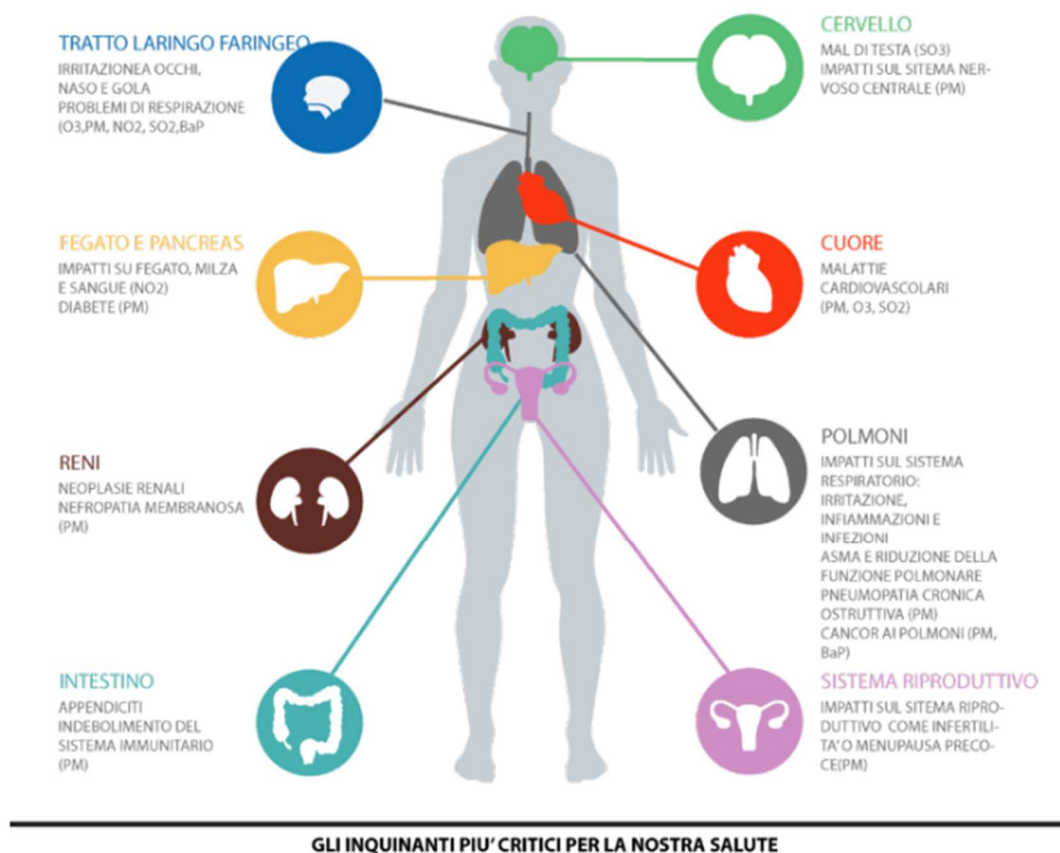 TRATTO LARINGO FARINGEO
IRRITAZIONEA OCCHI,
NASO E GOLA
PROBLEMI DI RESPIRAZIONE
(O3,PM, NO2, SO2,BaP
CERVELLO
MAL DI TESTA (SO3)
IMPATTI SUL SITEMA NER-
VOSO CENTRALE (PM)
FEGATO E PANCREAS
IMPATTI SU FEGATO, MILZA
E SANGUE (NO2)
DIABETE (PM)
CUORE
MALATTIE
CARDIOVASCOLARI
(PM, O3, SO2)
RENI
NEOPLASIE RENALI
NEFROPATIA MEMBRANOSA
(PM)
POLMONI
IMPATTI SUL SISTEMA
RESPIRATORIO:
IRRITAZIONE,
INFIAMMAZIONI E
INFEZIONI
ASMA E RIDUZIONE DELLA
FUNZIONE POLMONARE
PNEUMOPATIA CRONICA
OSTRUTTIVA (PM)
CANCOR AI POLMONI (PM,
BaP)
INTESTINO
APPENDICITI
INDEBOLIMENTO DEL
SISTEMA IMMUNITARIO
(PM)
SISTEMA RIPRODUTTIVO
IMPATTI SUL SITEMA RIPRO-
DUTTIVO COME INFERTILI-
TA' O MENUPAUSA PRECO-
CE(PM)
GLI INQUINANTI PIU' CRITICI PER LA NOSTRA SALUTE